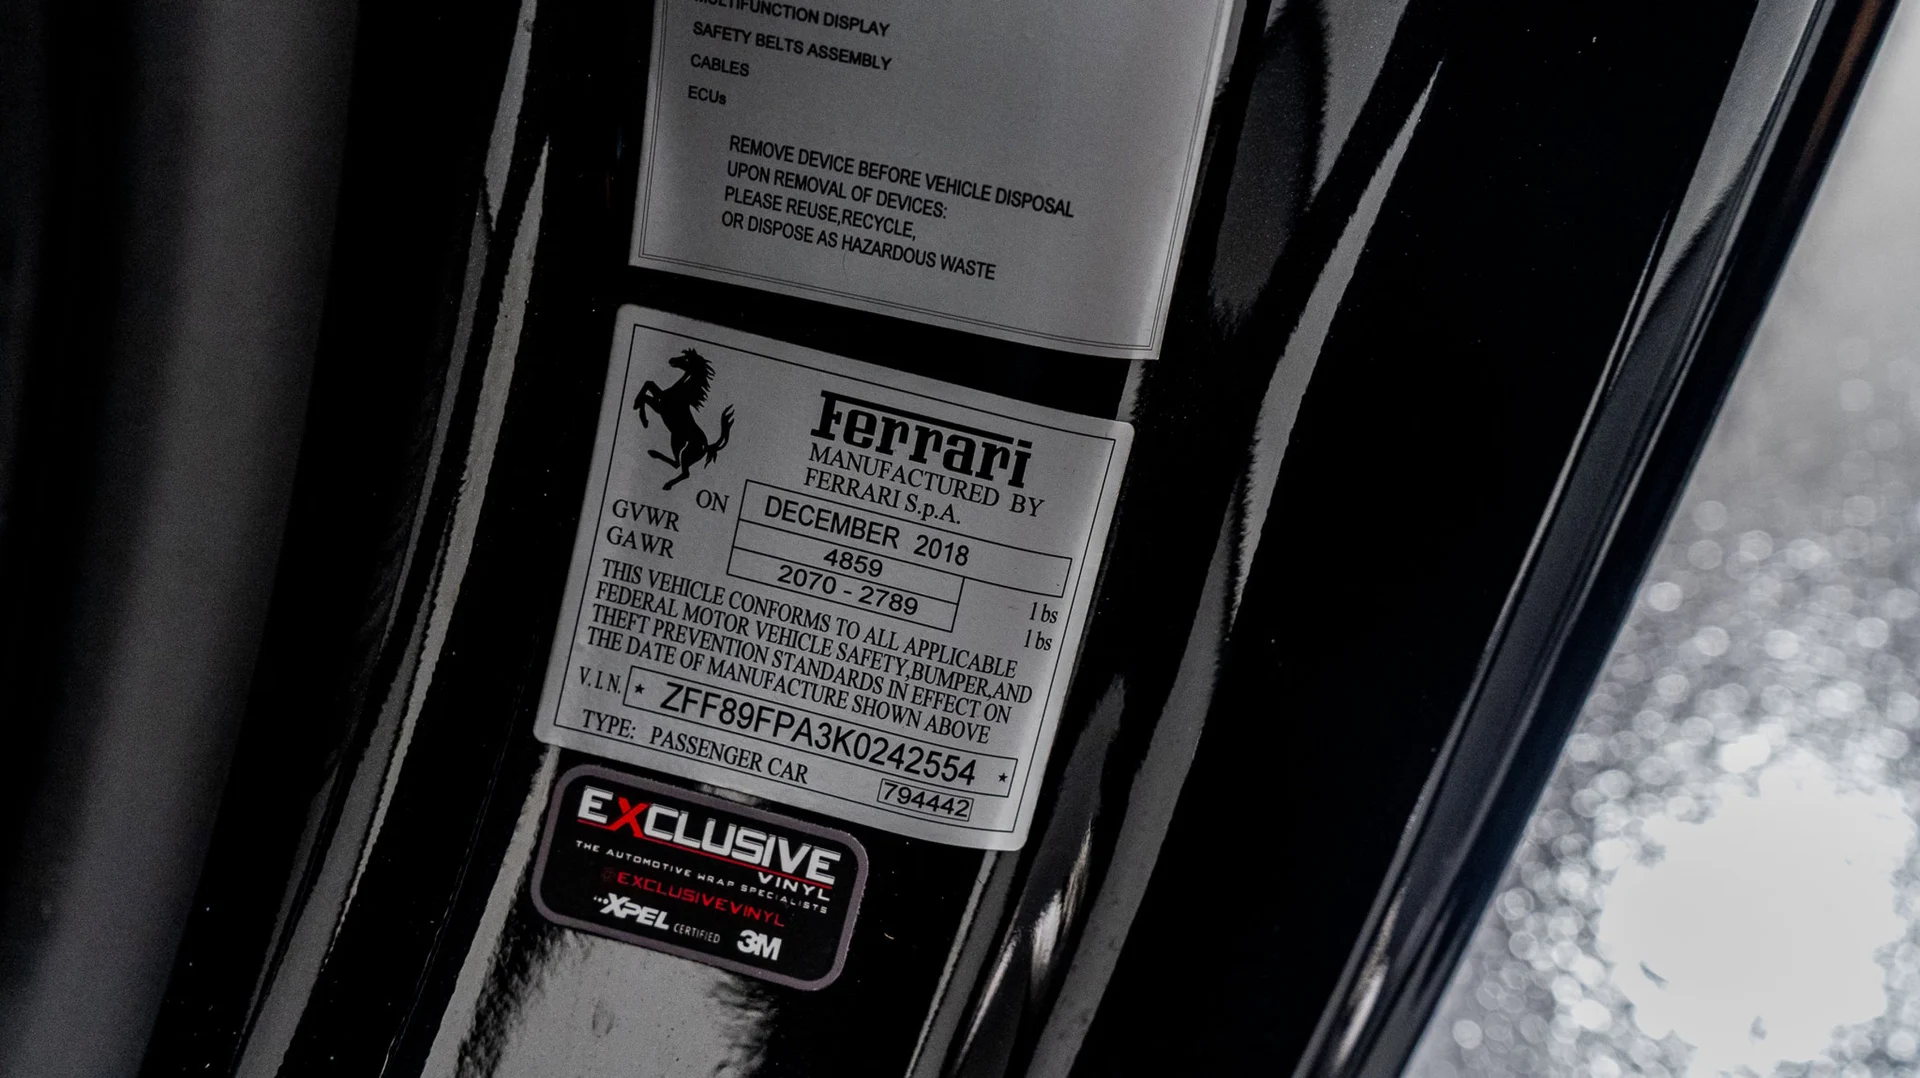 MULTIFUNCTION DISPLAY
SAFETY BELTS ASSEMBLY
CABLES
ECUs
REMOVE DEVICE BEFORE VEHICLE DISPOSAL
UPON REMOVAL OF DEVICES:
PLEASE REUSE,RECYCLE,
OR DISPOSE AS HAZARDOUS WASTE
Ferrari
MANUFACTURED BY
FERRARI S.p.A.
ON DECEMBER 2018
GVWR 4859 lbs
GAWR 2070 - 2789 lbs
THIS VEHICLE CONFORMS TO ALL APPLICABLE
FEDERAL MOTOR VEHICLE SAFETY,BUMPER,AND
THEFT PREVENTION STANDARDS IN EFFECT ON
THE DATE OF MANUFACTURE SHOWN ABOVE
V.I.N. * ZFF89FPA3K0242554 *
TYPE: PASSENGER CAR
794442
EXCLUSIVE
VINYL
THE AUTOMOTIVE WRAP SPECIALISTS
@EXCLUSIVEVINYL
XPEL CERTIFIED 3M